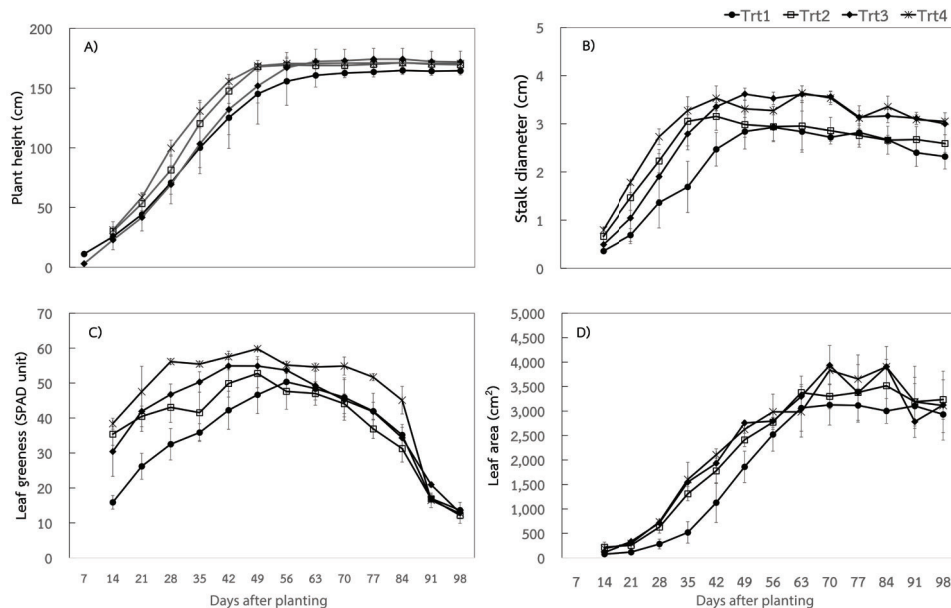 Trt1 Trt2 Trt3 Trt4
A)
Plant height (cm)
200
150
100
50
0
B)
Stalk diameter (cm)
6
5
4
3
2
1
0
C)
Leaf greenness (SPAD unit)
70
60
50
40
30
20
10
0
7 14 21 28 35 42 49 56 63 70 77 84 91 98
Days after planting
D)
Leaf area (cm²)
5,000
4,500
4,000
3,500
3,000
2,500
2,000
1,500
1,000
500
0
7 14 21 28 35 42 49 56 63 70 77 84 91 98
Days after planting